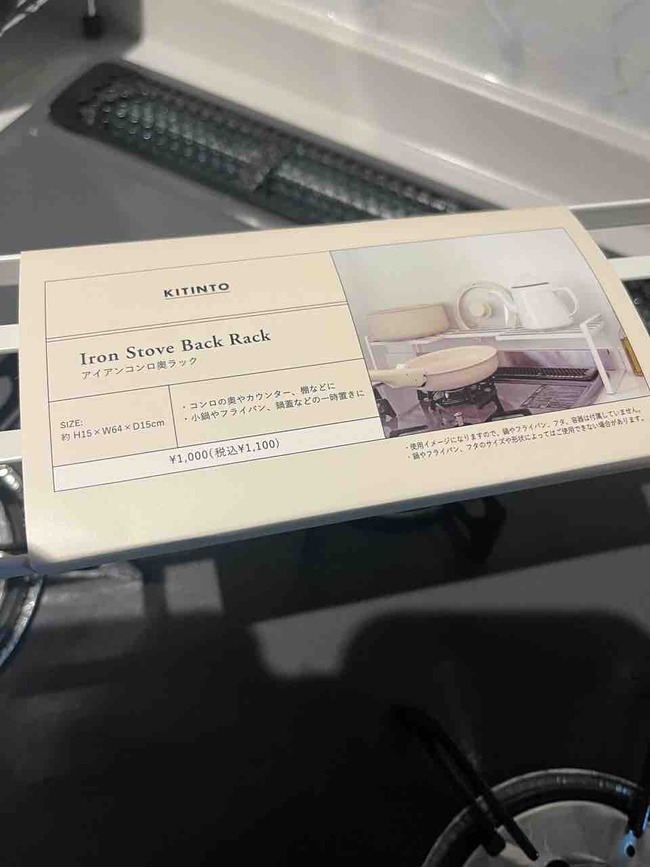 KITINTO
Iron Stove Back Rack
アイアンコンロ奥ラック
SIZE:
約 H15×W64×D15cm
・コンロの奥やカウンター、棚などに
・小鍋やフライパン、鍋蓋などの一時置きに
¥1,000(税込¥1,100)
・使用イメージになりますので、鍋やフライパン、フタ、容器は付属していません。
・鍋やフライパン、フタのサイズや形状によってはご使用できない場合があります。